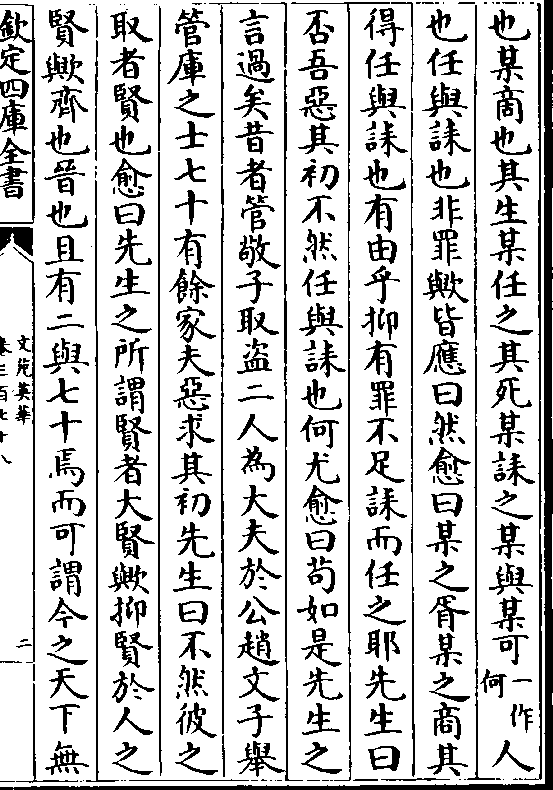 也某商也其生某任之其死某誄之某與某可一作何人
也任與誄也非罪歟皆應曰然愈曰某之胥某之商其
得任與誄也有由乎抑有罪不足誄而任之耶先生曰
否吾惡其初不然任與誄也何尤愈曰苟如是先生之
言過矣昔者管敬子取盗二人為大夫於公趙文子舉
管庫之士七十有餘家夫惡求其初先生曰不然彼之
取者賢也愈曰先生之所謂賢者大賢歟抑賢於人之
賢歟齊也晉也且有二與七十焉而可謂今之天下無
欽定四庫全書
文苑英華
卷三百七十八
二